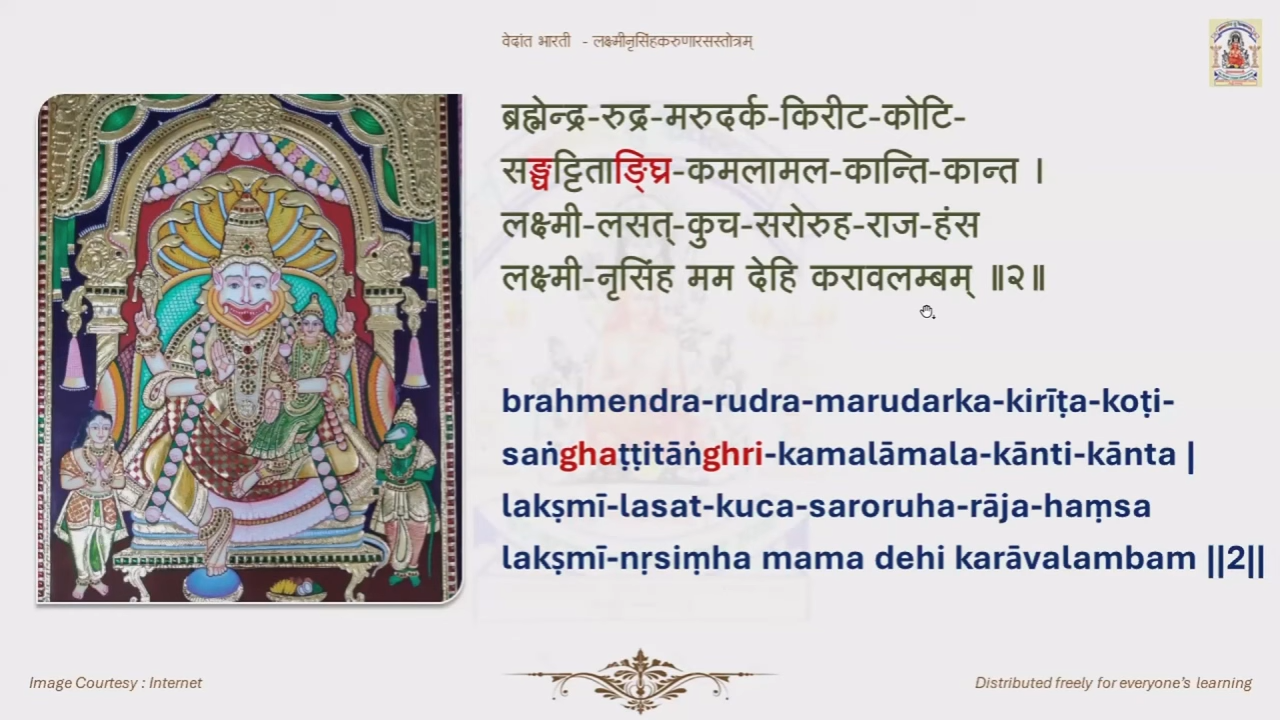 वेदांत भारती - लक्ष्मीनृसिंहकरुणारसस्तोत्रम्
ब्रह्मेन्द्र-रुद्र-मरुदर्क-किरीट-कोटि-
सङ्घट्टिताङ्घ्रि-कमलामल-कान्ति-कान्त ।
लक्ष्मी-लसत्-कुच-सरोरुह-राज-हंस
लक्ष्मी-नृसिंह मम देहि करावलम्बम् ॥२॥
brahmendra-rudra-marudarka-kirīṭa-koṭi-
saṅghaṭṭitāṅghri-kamalāmala-kānti-kānta |
lakṣmī-lasat-kuca-saroruha-rāja-haṃsa
lakṣmī-nṛsiṃha mama dehi karāvalambam ||2||
Image Courtesy : Internet
Distributed freely for everyone's learning